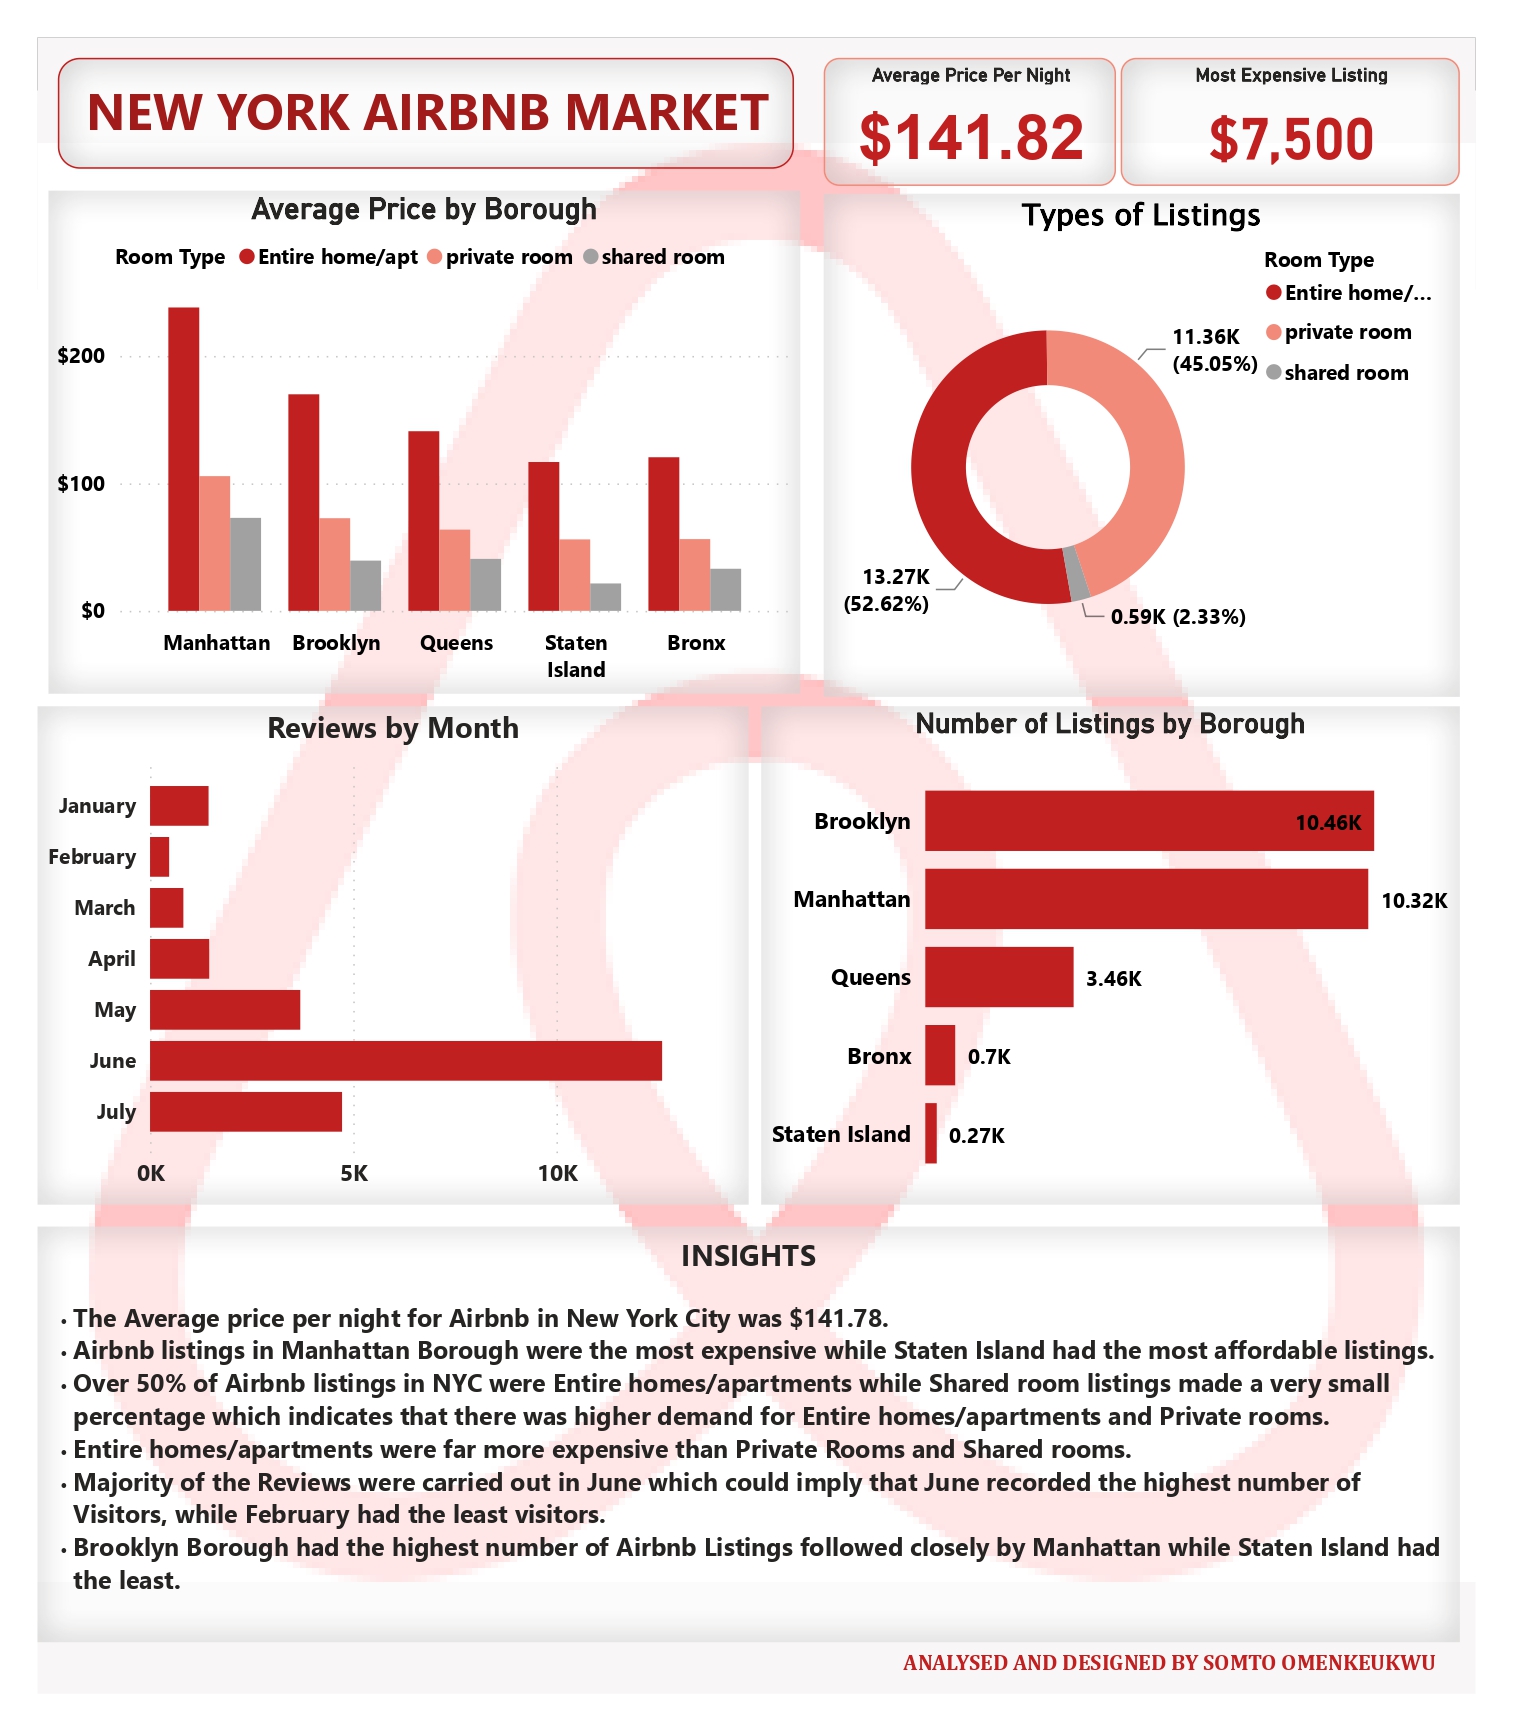 NEW YORK AIRBNB MARKET
Average Price Per Night
$141.82
Most Expensive Listing
$7,500
Average Price by Borough
Room Type Entire home/apt private room shared room
$200
$100
$0
Manhattan
Brooklyn
Queens
Staten
Island
Bronx
Types of Listings
Room Type
Entire home/...
private room
shared room
11.36K
(45.05%)
13.27K
(52.62%)
0.59K (2.33%)
Reviews by Month
January
February
March
April
May
June
July
0K
5K
10K
Number of Listings by Borough
Brooklyn 10.46K
Manhattan 10.32K
Queens 3.46K
Bronx 0.7K
Staten Island 0.27K
INSIGHTS
• The Average price per night for Airbnb in New York City was $141.78.
• Airbnb listings in Manhattan Borough were the most expensive while Staten Island had the most affordable listings.
• Over 50% of Airbnb listings in NYC were Entire homes/apartments while Shared room listings made a very small
percentage which indicates that there was higher demand for Entire homes/apartments and Private rooms.
• Entire homes/apartments were far more expensive than Private Rooms and Shared rooms.
• Majority of the Reviews were carried out in June which could imply that June recorded the highest number of
Visitors, while February had the least visitors.
• Brooklyn Borough had the highest number of Airbnb Listings followed closely by Manhattan while Staten Island had
the least.
ANALYSED AND DESIGNED BY SOMTO OMENKEUKWU